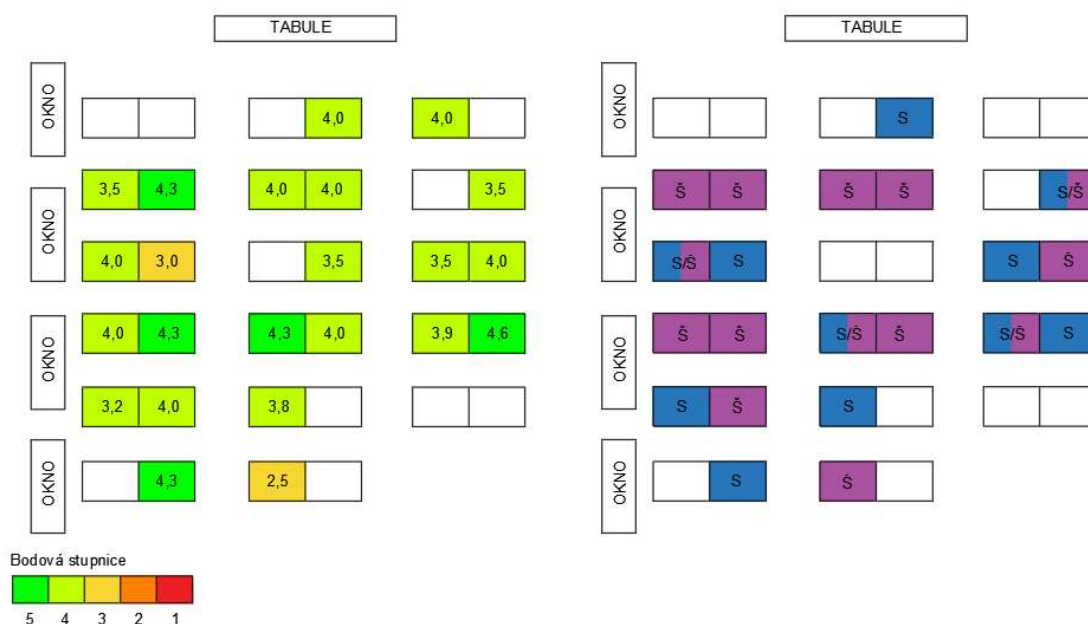 TABULE
OKNO
4,0 4,0
OKNO
3,5 4,3 4,0 4,0 3,5
4,0 3,0 3,5 3,5 4,0
OKNO
4,0 4,3 4,3 4,0 3,9 4,6
3,2 4,0 3,8
OKNO
4,3 2,5
Bodová stupnice
5 4 3 2 1
TABULE
OKNO
S
OKNO
Š Š Š Š S/Š
S/Š S S Š
OKNO
Š Š S/Š Š S/Š S
S Š S
OKNO
S Š